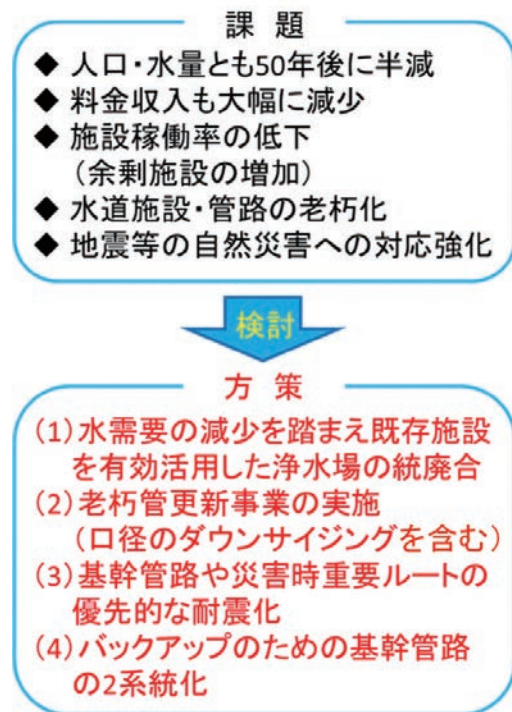 課 題
◆ 人口・水量とも50年後に半減
◆ 料金収入も大幅に減少
◆ 施設稼働率の低下
(余剰施設の増加)
◆ 水道施設・管路の老朽化
◆ 地震等の自然災害への対応強化
検討
方 策
(1)水需要の減少を踏まえ既存施設
を有効活用した浄水場の統廃合
(2)老朽管更新事業の実施
(口径のダウンサイジングを含む)
(3)基幹管路や災害時重要ルートの
優先的な耐震化
(4)バックアップのための基幹管路
の2系統化